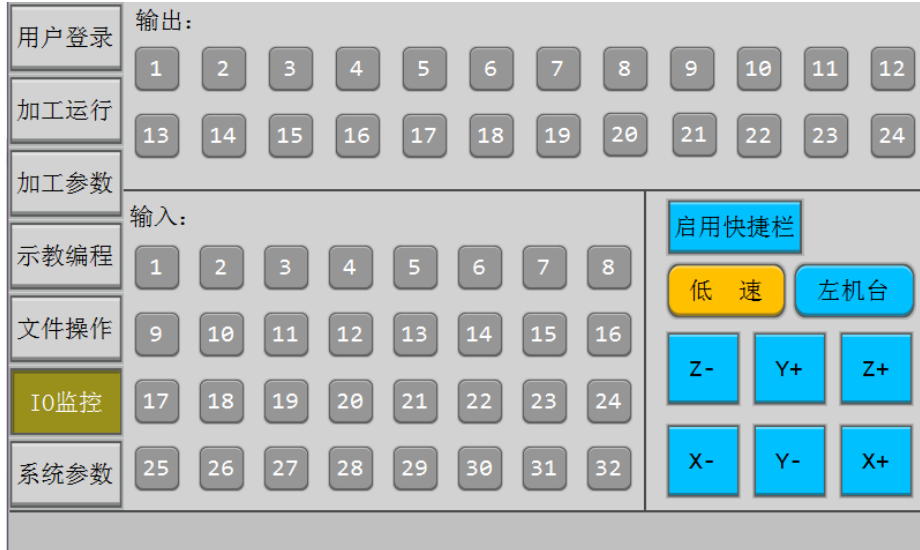 用户登录
加工运行
加工参数
示教编程
文件操作
IO监控
系统参数
输出:
1 2 3 4 5 6 7 8 9 10 11 12
13 14 15 16 17 18 19 20 21 22 23 24
输入:
1 2 3 4 5 6 7 8
9 10 11 12 13 14 15 16
17 18 19 20 21 22 23 24
25 26 27 28 29 30 31 32
启用快捷栏
低 速 左机台
Z- Y+ Z+
X- Y- X+